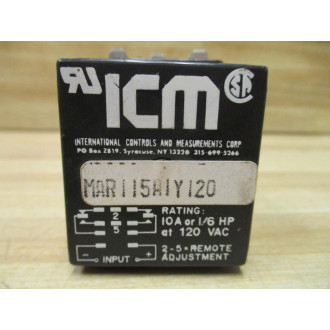 ICM
INTERNATIONAL CONTROLS AND MEASUREMENTS CORP.
PO Box 2819, Syracuse, NY 13220 315-699-5266
MAR115A1Y120
2
5
RATING:
10A or 1/6 HP
at 120 VAC
- INPUT +
2-5=REMOTE
ADJUSTMENT